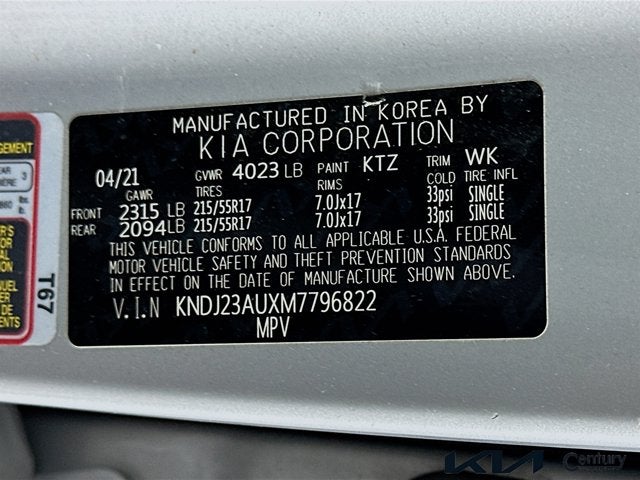 MANUFACTURED IN KOREA BY
KIA CORPORATION
04/21 GVWR 4023 LB PAINT KTZ TRIM WK
GAWR TIRES RIMS COLD TIRE INFL
FRONT 2315 LB 215/55R17 7.0Jx17 33psi SINGLE
REAR 2094 LB 215/55R17 7.0Jx17 33psi SINGLE
THIS VEHICLE CONFORMS TO ALL APPLICABLE U.S.A. FEDERAL
MOTOR VEHICLE SAFETY AND THEFT PREVENTION STANDARDS
IN EFFECT ON THE DATE OF MANUFACTURE SHOWN ABOVE.
V.I.N KNDJ23AUXM7796822
MPV
T67
KIA Century